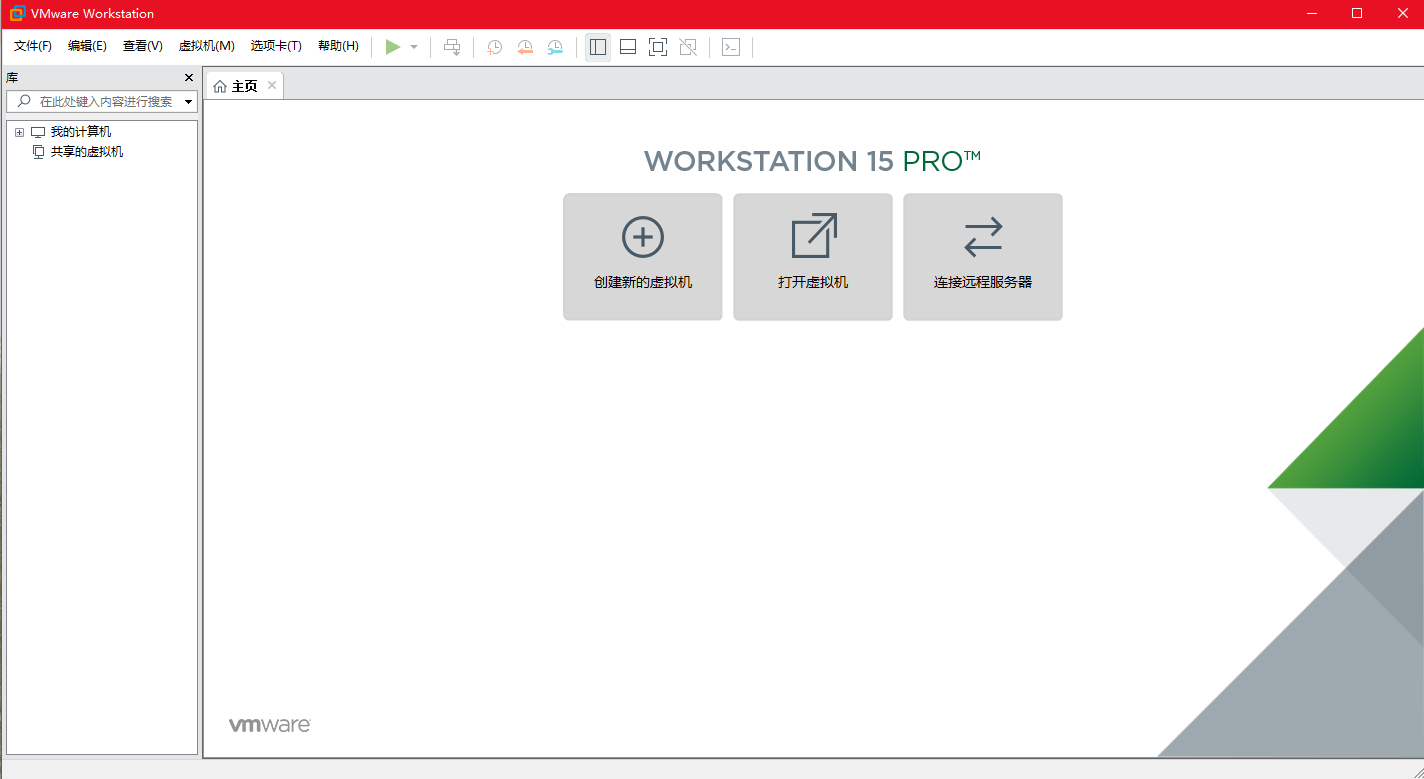 VMware Workstation
文件(F) 编辑(E) 查看(V) 虚拟机(M) 选项卡(T) 帮助(H)
库
主页
在此处键入内容进行搜索
我的计算机
共享的虚拟机
WORKSTATION 15 PRO™
创建新的虚拟机 打开虚拟机 连接远程服务器
vmware